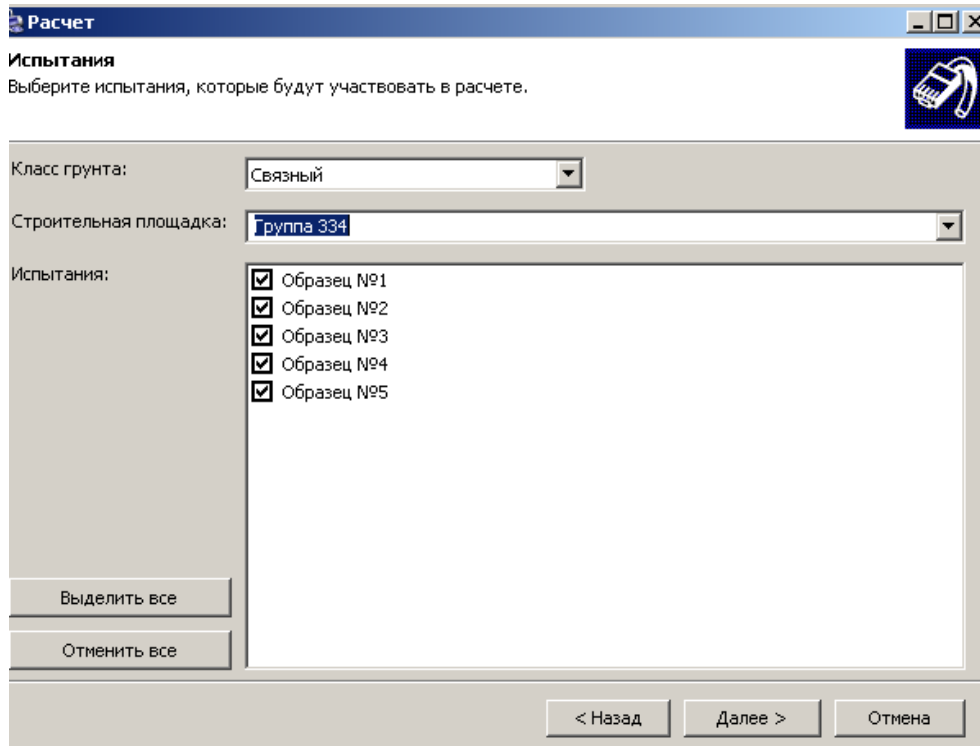 Расчет
Испытания
Выберите испытания, которые будут участвовать в расчете.
Класс грунта: Связный
Строительная площадка: Группа 334
Испытания:
Образец №1
Образец №2
Образец №3
Образец №4
Образец №5
Выделить все
Отменить все
< Назад Далее > Отмена